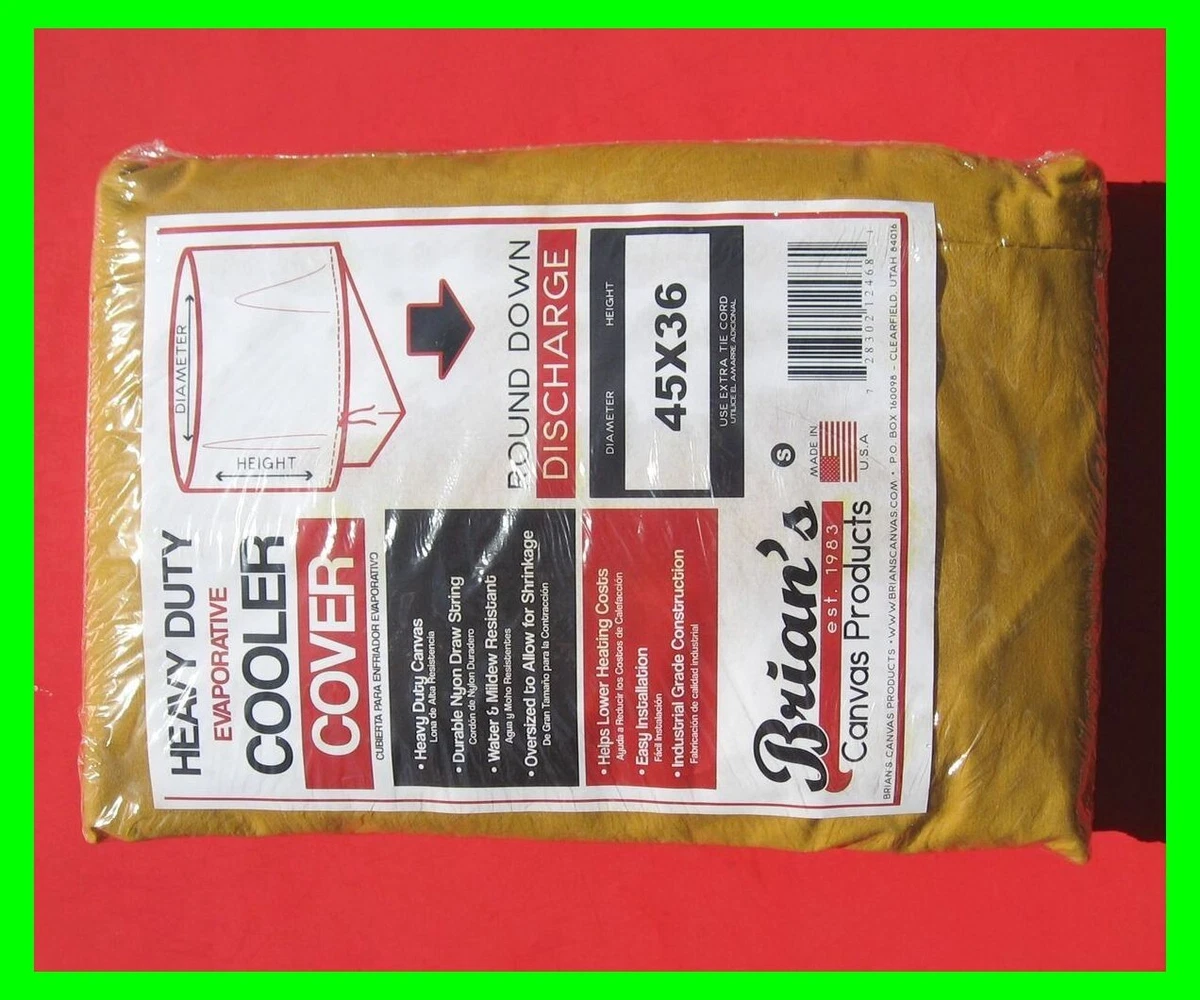 HEAVY DUTY
EVAPORATIVE
COOLER
COVER
CUBIERTA PARA ENFRIADOR EVAPORATIVO
• Heavy Duty Canvas
Lona de Alta Resistencia
• Durable Nyon Draw String
Cordón de Nylon Duradero
• Water & Mildew Resistant
Agua y Moho Resistentes
• Oversized to Allow for Shrinkage
De Gran Tamaño para la Contracción
• Helps Lower Heating Costs
Ayuda a Reducir los Costos de Calefacción
• Easy Installation
Fácil Instalación
• Industrial Grade Construction
Fabricación de calidad industrial
Brian's
est. 1983
Canvas Products
DIAMETER
HEIGHT
ROUND DOWN
DISCHARGE
DIAMETER HEIGHT
45X36
USE EXTRA TIE CORD
UTILICE EL AMARRE ADICIONAL
S
MADE IN
U.S.A
7 28302 12468 1
BRIAN'S CANVAS PRODUCTS • WWW.BRIANSCANVAS.COM • P.O. BOX 160098 - CLEARFIELD, UTAH 84016